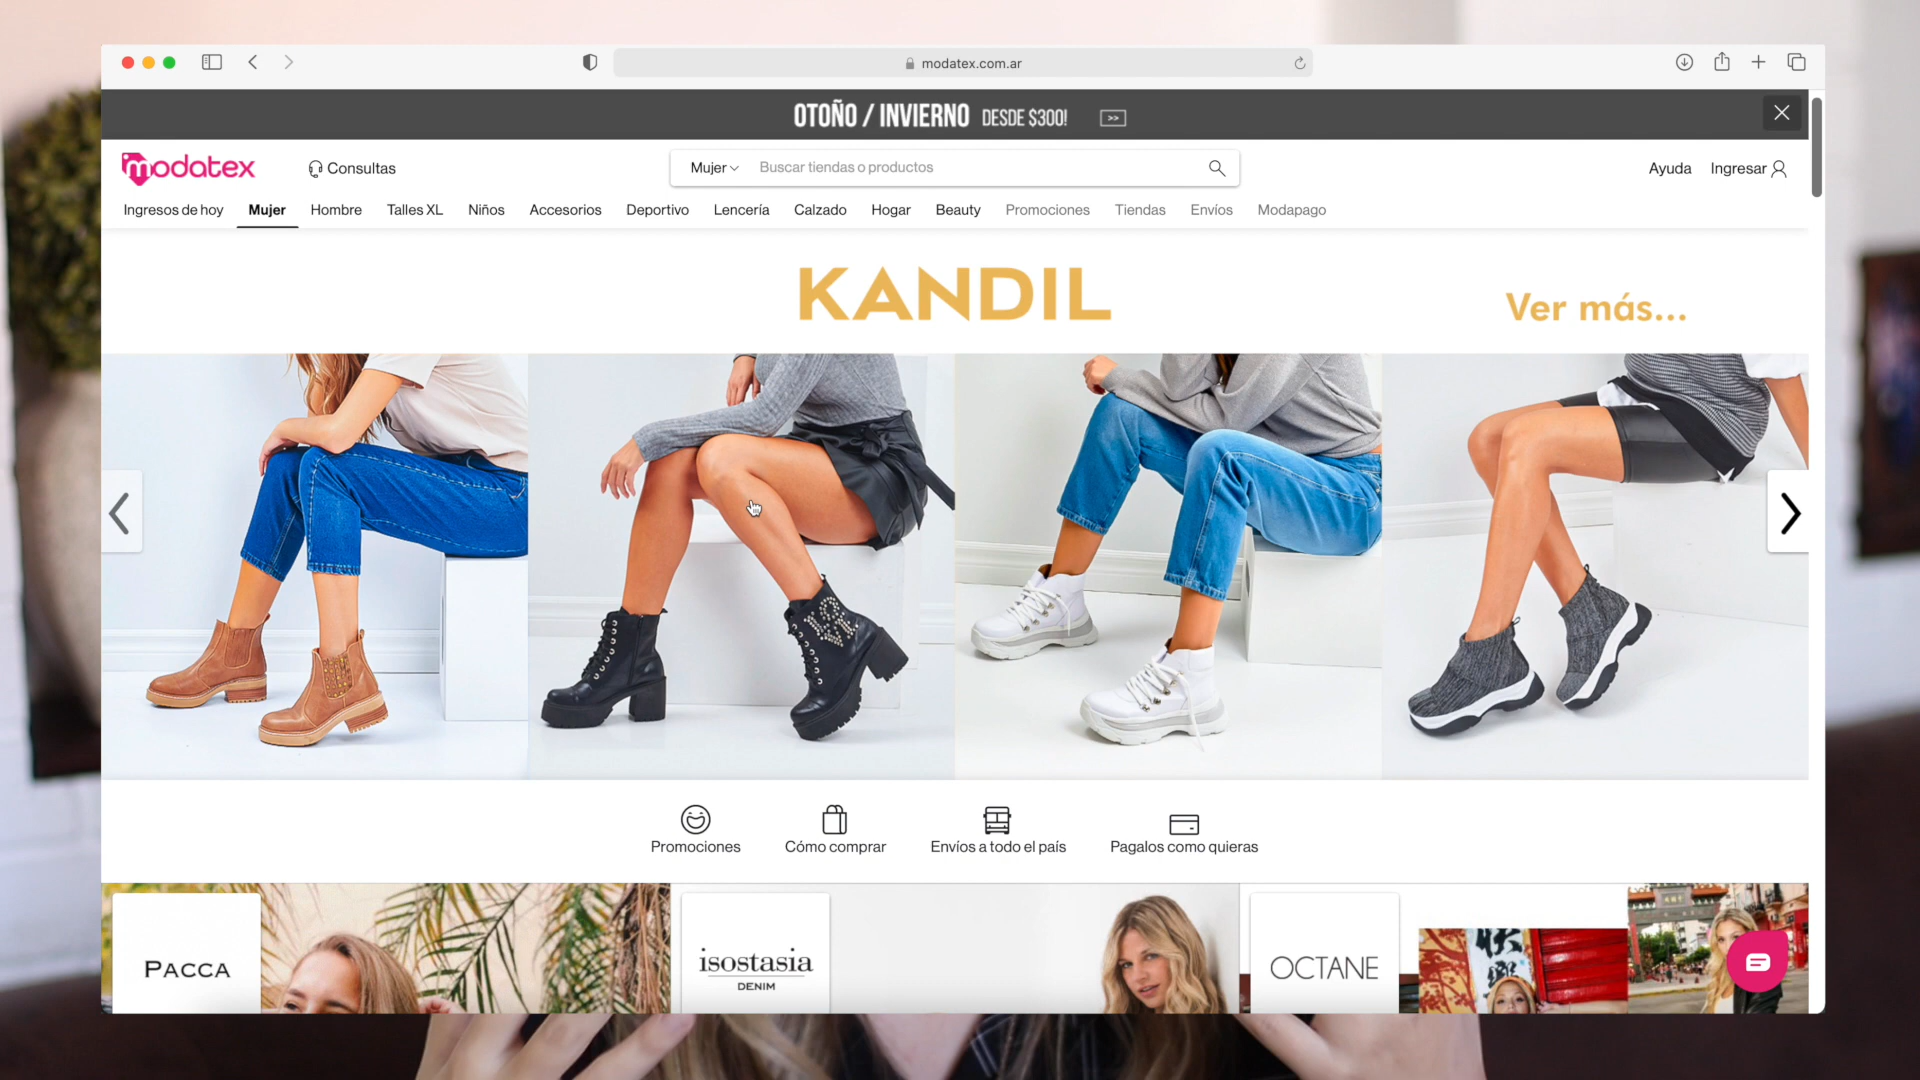 modatex.com.ar
OTOÑO / INVIERNO DESDE $300! >>
modatex
Consultas
Mujer
Buscar tiendas o productos
Ayuda
Ingresar
Ingresos de hoy
Mujer
Hombre
Talles XL
Niños
Accesorios
Deportivo
Lencería
Calzado
Hogar
Beauty
Promociones
Tiendas
Envíos
Modapago
KANDIL
Ver más...
Promociones
Cómo comprar
Envíos a todo el país
Pagalos como quieras
PACCA
isostasia
DENIM
OCTANE